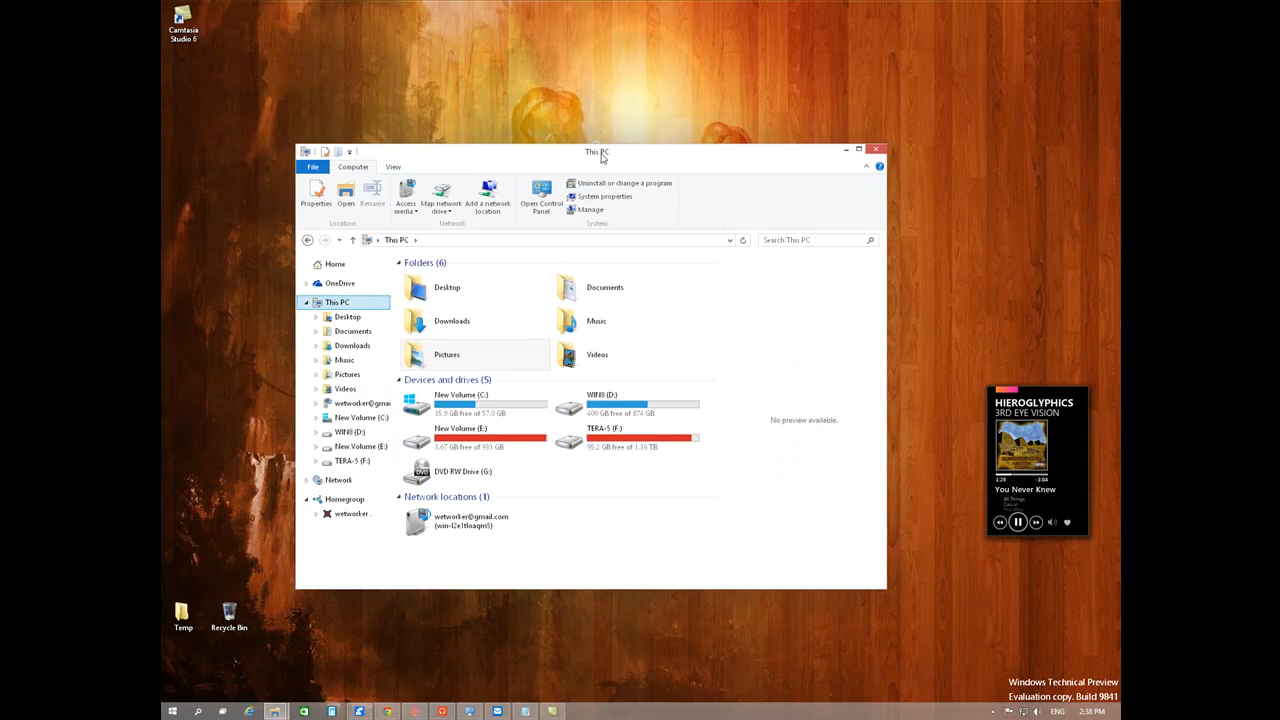 Camtasia
Studio 6
This PC
File
Computer
View
Properties
Open
Rename
Access
media
Map network
drive
Add a network
location
Open Control
Panel
Uninstall or change a program
System properties
Manage
Location
Network
System
This PC
Search This PC
Home
OneDrive
This PC
Desktop
Documents
Downloads
Music
Pictures
Videos
wetworker@gmai
New Volume (C:)
WIN8 (D:)
New Volume (E:)
TERA-5 (F:)
Network
Homegroup
wetworker .
Folders (6)
Desktop
Documents
Downloads
Music
Pictures
Videos
Devices and drives (5)
New Volume (C:)
35.9 GB free of 57.0 GB
WIN8 (D:)
400 GB free of 874 GB
New Volume (E:)
8.67 GB free of 931 GB
TERA-5 (F:)
95.2 GB free of 1.36 TB
DVD RW Drive (G:)
Network locations (1)
wetworker@gmail.com
No preview available.
HIEROGLYPHICS
3RD EYE VISION
1:29
-3:04
You Never Knew
All Things
Temp
Recycle Bin
Windows Technical Preview
Evaluation copy. Build 9841
ENG
2:38 PM